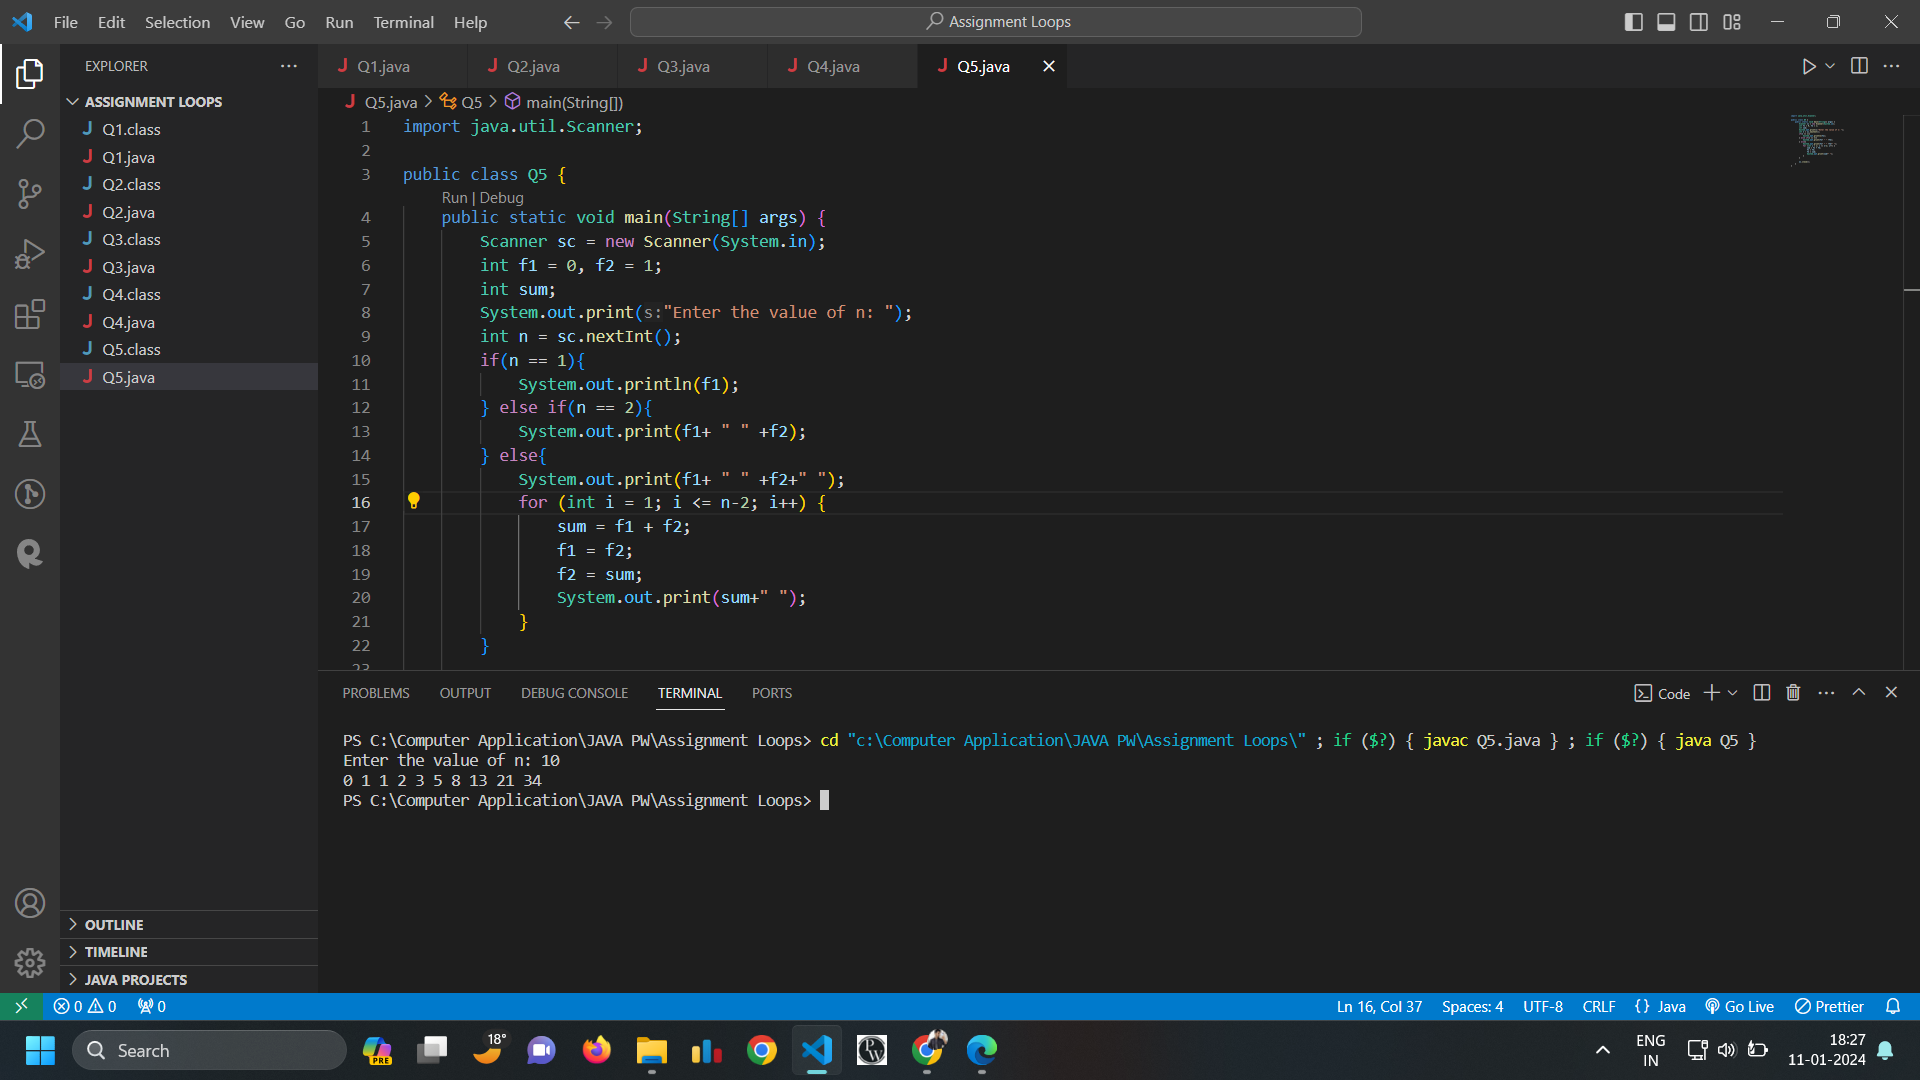 File Edit Selection View Go Run Terminal Help
Assignment Loops
EXPLORER
Q1.java
Q2.java
Q3.java
Q4.java
Q5.java
ASSIGNMENT LOOPS
Q1.class
Q1.java
Q2.class
Q2.java
Q3.class
Q3.java
Q4.class
Q4.java
Q5.class
Q5.java
OUTLINE
TIMELINE
JAVA PROJECTS
Q5.java > Q5 > main(String[])
1 import java.util.Scanner;
2
3 public class Q5 {
Run | Debug
4 public static void main(String[] args) {
5 Scanner sc = new Scanner(System.in);
6 int f1 = 0, f2 = 1;
7 int sum;
8 System.out.print(s:"Enter the value of n: ");
9 int n = sc.nextInt();
10 if(n == 1){
11 System.out.println(f1);
12 } else if(n == 2){
13 System.out.print(f1+ " " +f2);
14 } else{
15 System.out.print(f1+ " " +f2+" ");
16 for (int i = 1; i <= n-2; i++) {
17 sum = f1 + f2;
18 f1 = f2;
19 f2 = sum;
20 System.out.print(sum+" ");
21 }
22 }
23
PROBLEMS OUTPUT DEBUG CONSOLE TERMINAL PORTS
Code
PS C:\Computer Application\JAVA PW\Assignment Loops> cd "c:\Computer Application\JAVA PW\Assignment Loops\" ; if ($?) { javac Q5.java } ; if ($?) { java Q5 }
Enter the value of n: 10
0 1 1 2 3 5 8 13 21 34
PS C:\Computer Application\JAVA PW\Assignment Loops>
0 0 0
Ln 16, Col 37 Spaces: 4 UTF-8 CRLF {} Java Go Live Prettier
Search
PRE
18°
PW
ENG
IN
18:27
11-01-2024